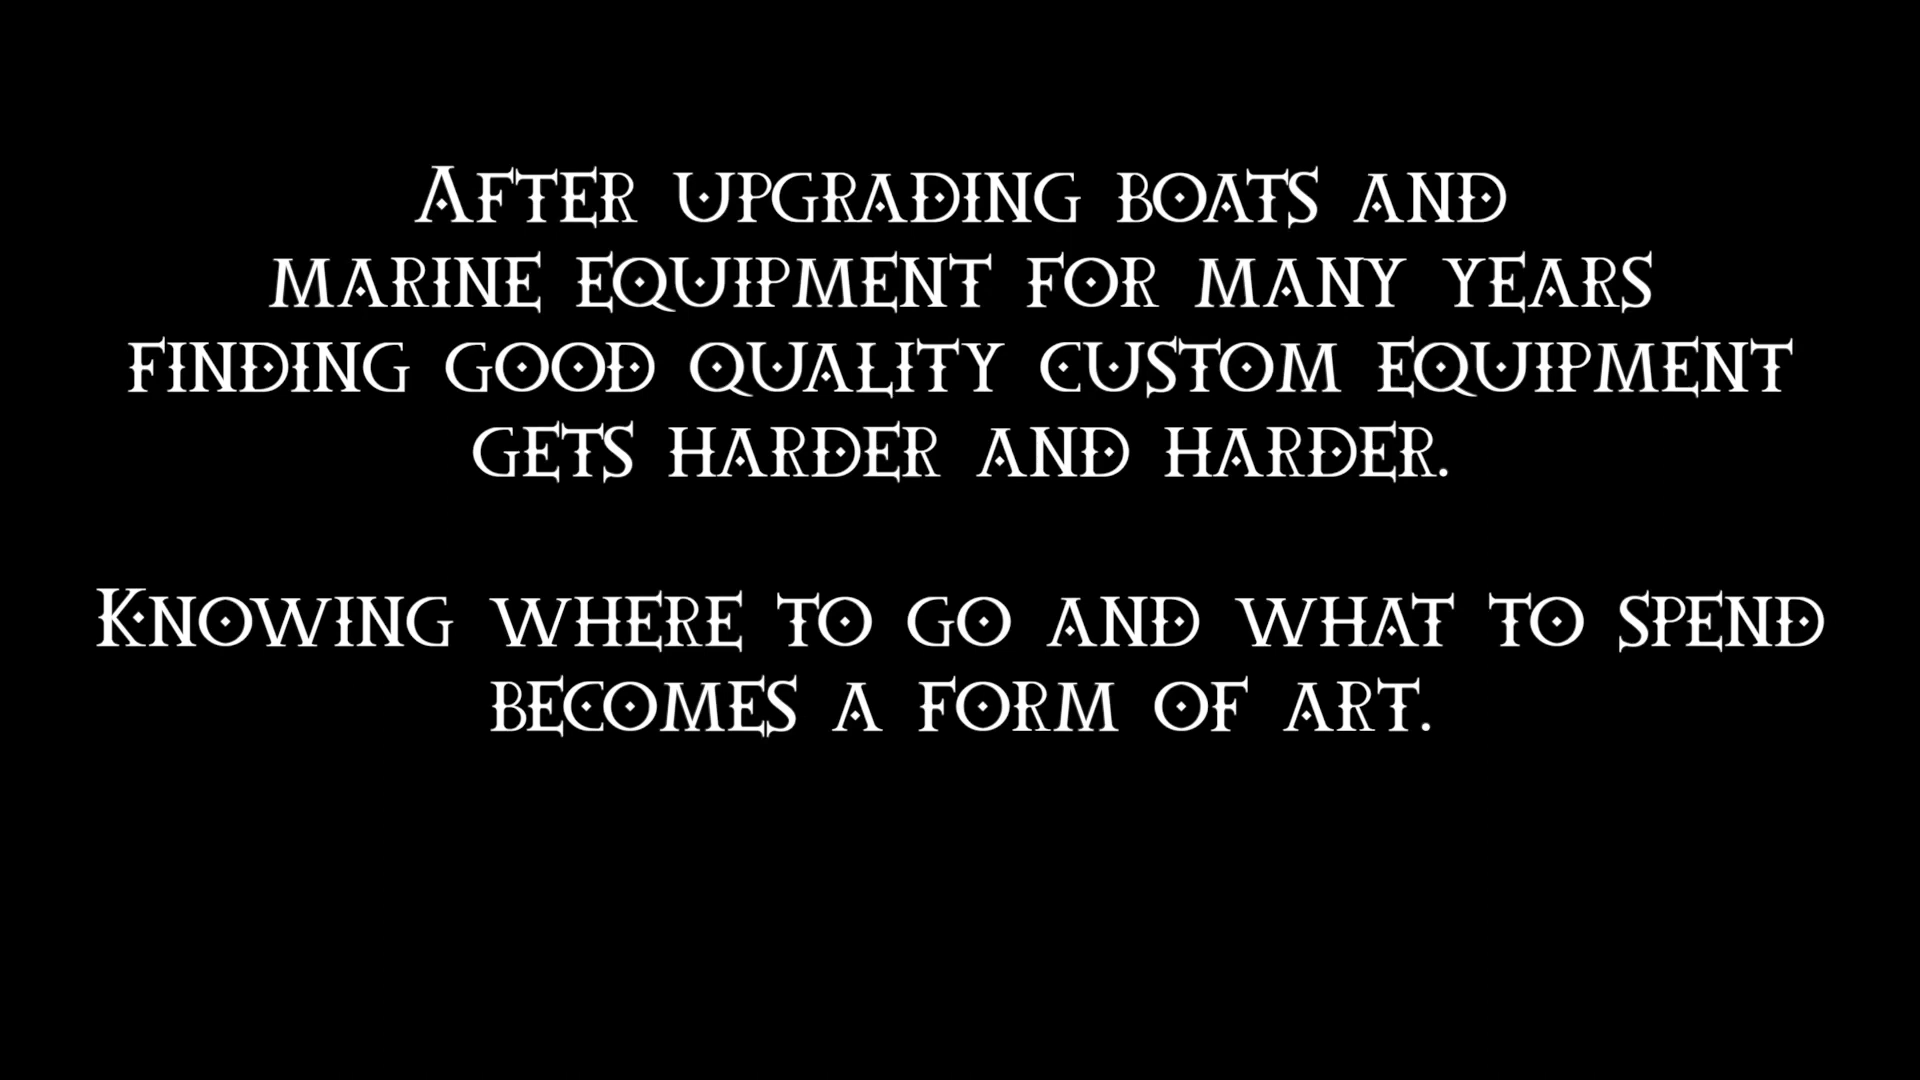 After upgrading boats and
marine equipment for many years
finding good quality custom equipment
gets harder and harder.
Knowing where to go and what to spend
becomes a form of art.